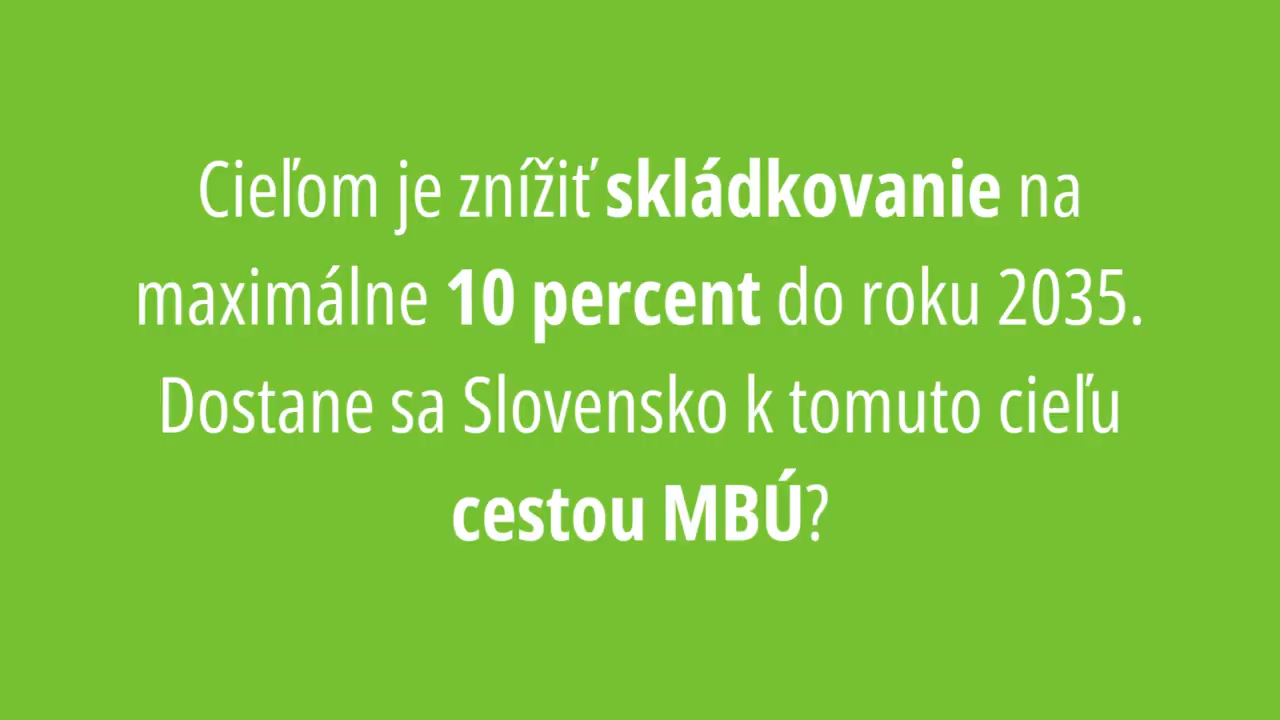 Cieľom je znížiť skládkovanie na
maximálne 10 percent do roku 2035.
Dostane sa Slovensko k tomuto cieľu
cestou MBÚ?